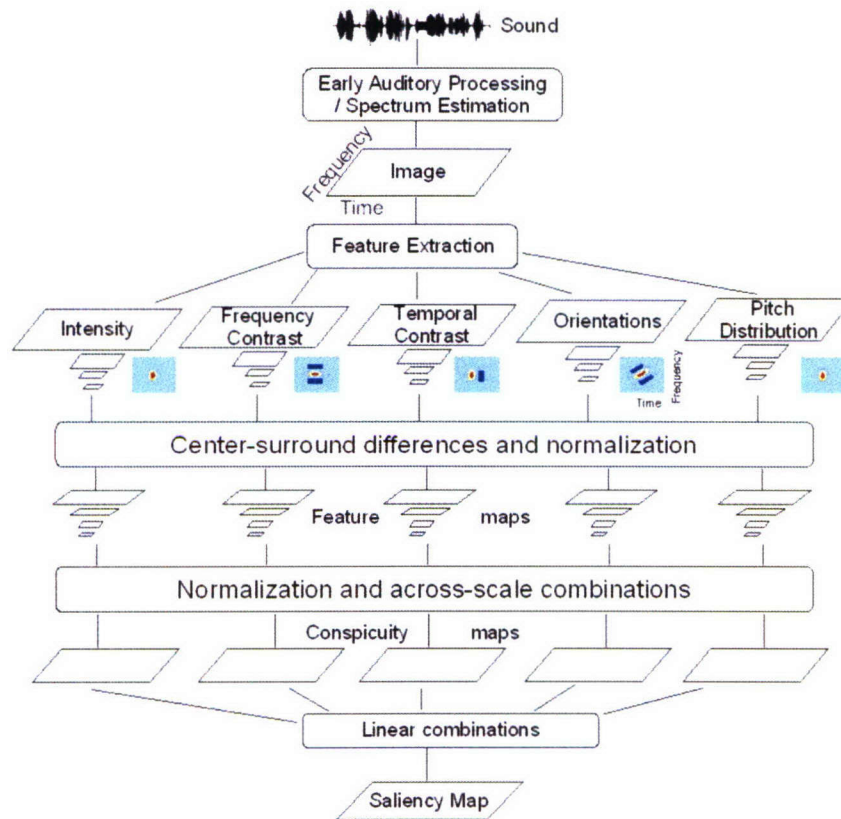 Sound
Early Auditory Processing
/ Spectrum Estimation
Frequency
Image
Time
Feature Extraction
Intensity
Frequency
Contrast
Temporal
Contrast
Orientations
Pitch
Distribution
Time
Frequency
Center-surround differences and normalization
Feature maps
Normalization and across-scale combinations
Conspicuity maps
Linear combinations
Saliency Map